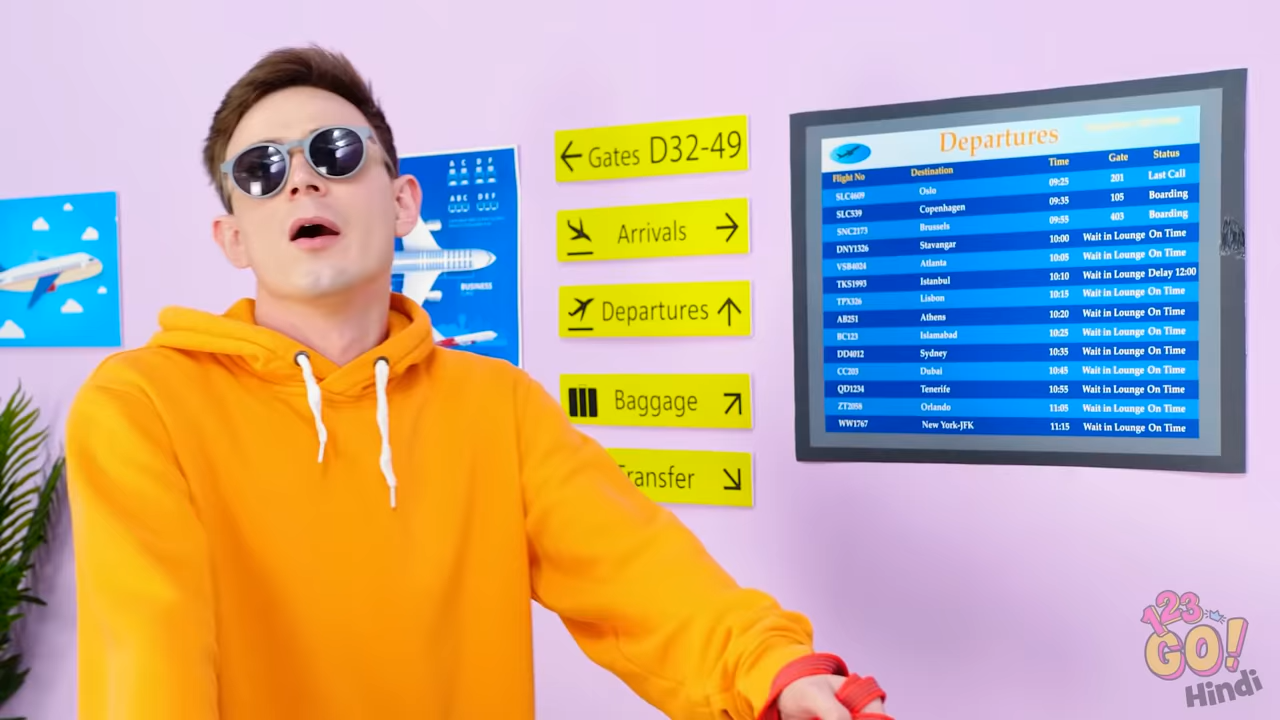 A C D F
ABC DEF
BUSINESS
← Gates D32-49
Arrivals →
Departures ↑
Baggage ↗
Transfer ↘
Departures
Flight No Destination Time Gate Status
SLC4609 Oslo 09:25 201 Last Call
SLC339 Copenhagen 09:35 105 Boarding
SNC2173 Brussels 09:55 403 Boarding
DNY1326 Stavangar 10:00 Wait in Lounge On Time
VSB4024 Atlanta 10:05 Wait in Lounge On Time
TKS1993 Istanbul 10:10 Wait in Lounge Delay 12:00
TPX326 Lisbon 10:15 Wait in Lounge On Time
AB251 Athens 10:20 Wait in Lounge On Time
BC123 Islamabad 10:25 Wait in Lounge On Time
DD4012 Sydney 10:35 Wait in Lounge On Time
CC203 Dubai 10:45 Wait in Lounge On Time
QD1234 Tenerife 10:55 Wait in Lounge On Time
ZT2058 Orlando 11:05 Wait in Lounge On Time
WW1767 New York-JFK 11:15 Wait in Lounge On Time
123
GO!
Hindi